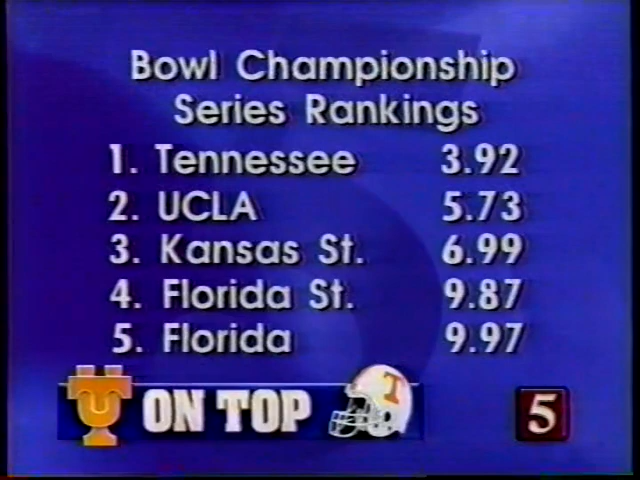 Bowl Championship
Series Rankings
1. Tennessee 3.92
2. UCLA 5.73
3. Kansas St. 6.99
4. Florida St. 9.87
5. Florida 9.97
UT ON TOP T 5